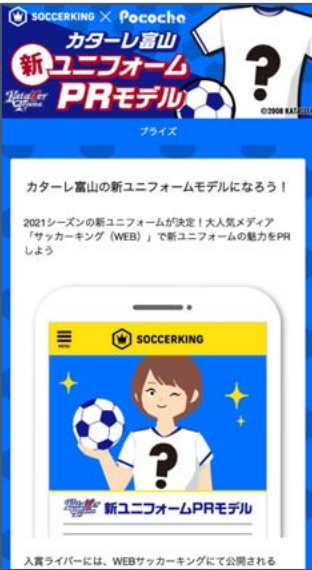 SOCCERKING × Pococha
カターレ富山
新ユニフォーム
Kataller Toyama
PRモデル
?
©2008 KATALLER
プライズ
カターレ富山の新ユニフォームモデルになろう！
2021シーズンの新ユニフォームが決定！大人気メディア
「サッカーキング（WEB）」で新ユニフォームの魅力をPR
しよう
MENU
SOCCERKING
?
Kataller Toyama 新ユニフォームPRモデル
入賞ライバーには、WEBサッカーキングにて公開される